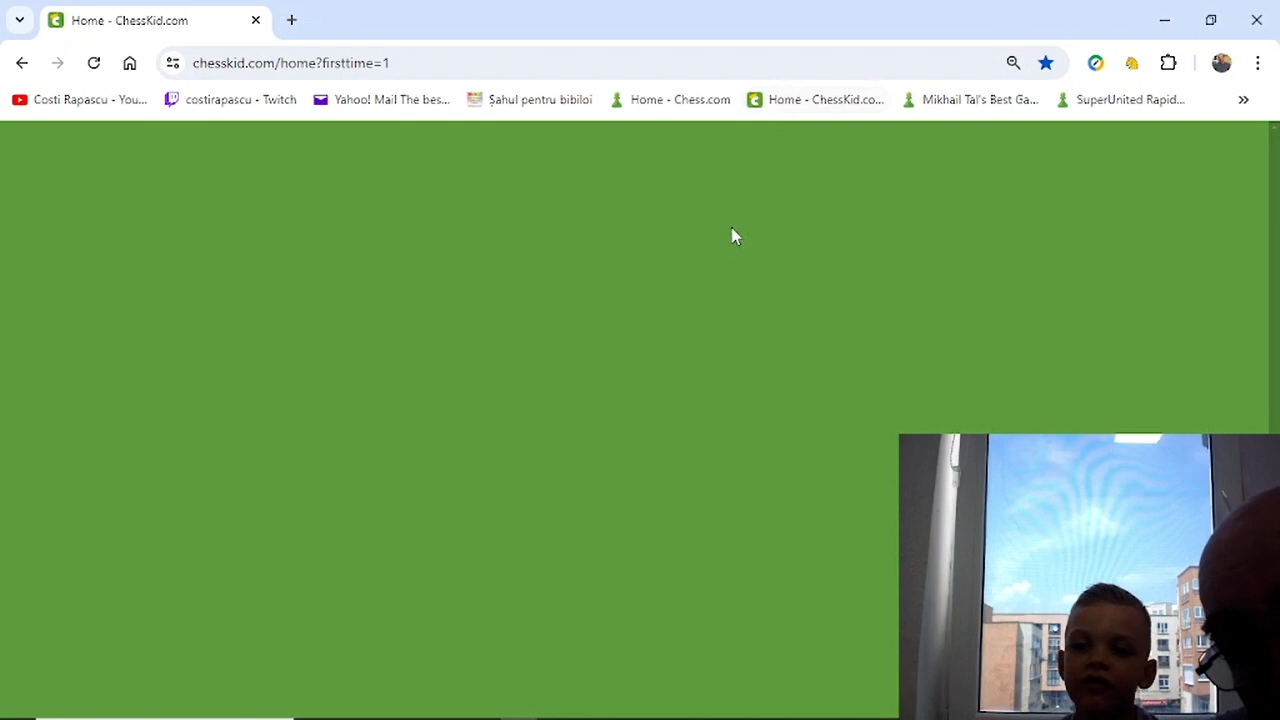 Home - ChessKid.com
chesskid.com/home?firsttime=1
Costi Rapascu - You...
costirapascu - Twitch
Yahoo! Mail The bes...
Șahul pentru bibiloi
Home - Chess.com
Home - ChessKid.co...
Mikhail Tal's Best Ga...
SuperUnited Rapid...